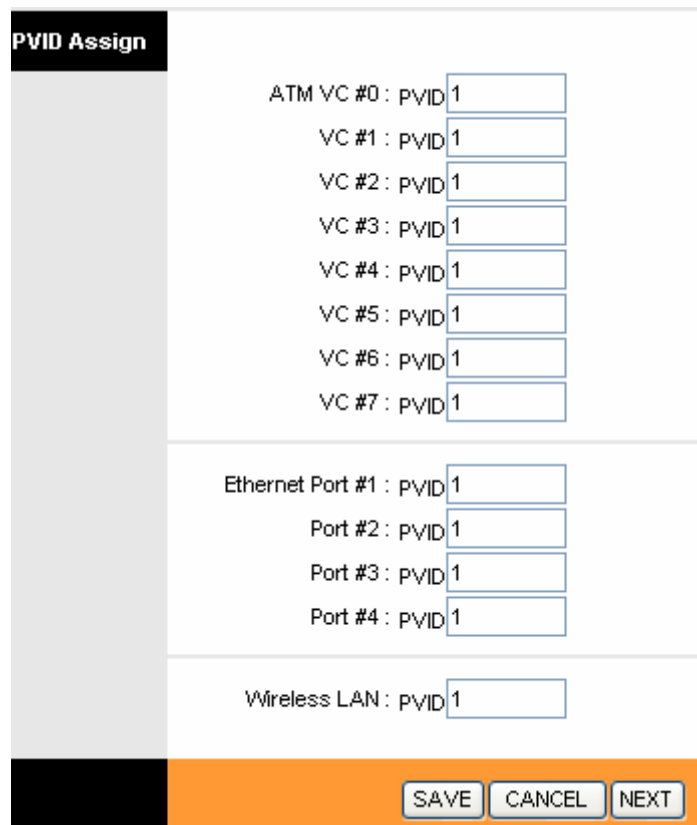 PVID Assign
ATM VC #0 : PVID 1
VC #1 : PVID 1
VC #2 : PVID 1
VC #3 : PVID 1
VC #4 : PVID 1
VC #5 : PVID 1
VC #6 : PVID 1
VC #7 : PVID 1
Ethernet Port #1 : PVID 1
Port #2 : PVID 1
Port #3 : PVID 1
Port #4 : PVID 1
Wireless LAN : PVID 1
SAVE CANCEL NEXT